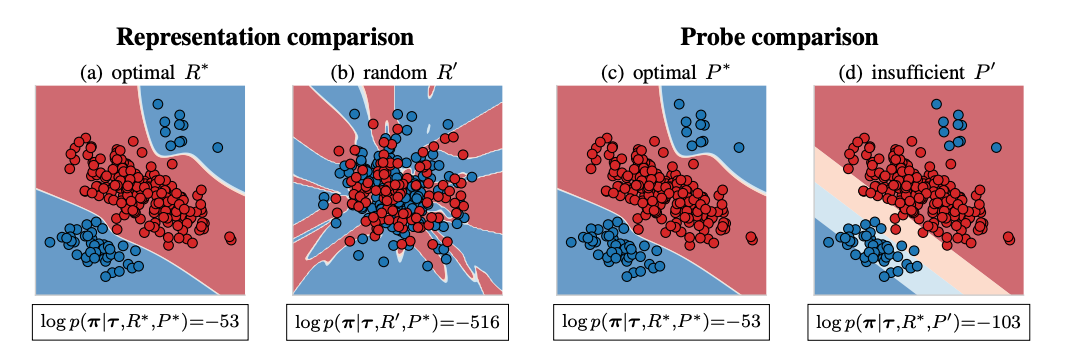 Representation comparison
Probe comparison
(a) optimal R*
(b) random R′
(c) optimal P*
(d) insufficient P′
log p(π|τ,R*,P*)=−53
log p(π|τ,R′,P*)=−516
log p(π|τ,R*,P*)=−53
log p(π|τ,R*,P′)=−103